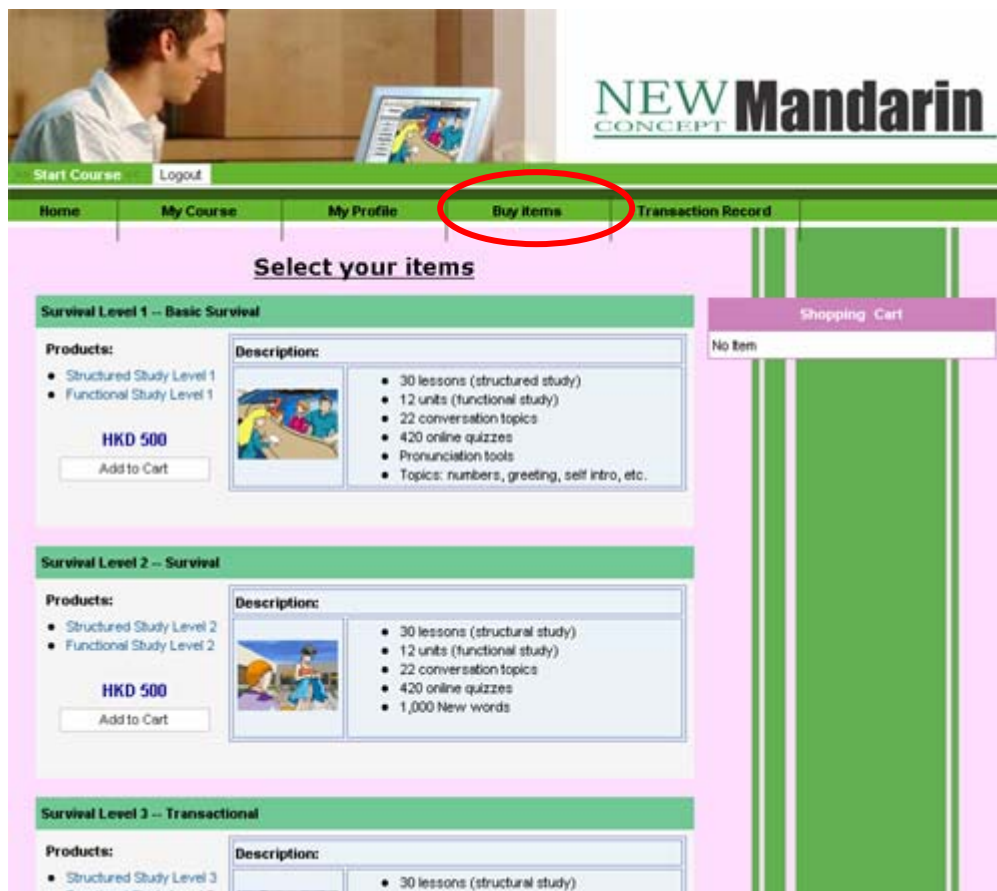 NEW Mandarin
CONCEPT
Start Course
Logout
Home My Course My Profile Buy items Transaction Record
Select your items
Shopping Cart
No Item
Survival Level 1 -- Basic Survival
Products:
Structured Study Level 1
Functional Study Level 1
HKD 500
Add to Cart
Description:
30 lessons (structured study)
12 units (functional study)
22 conversation topics
420 online quizzes
Pronunciation tools
Topics: numbers, greeting, self intro, etc.
Survival Level 2 -- Survival
Products:
Structured Study Level 2
Functional Study Level 2
HKD 500
Add to Cart
Description:
30 lessons (structural study)
12 units (functional study)
22 conversation topics
420 online quizzes
1,000 New words
Survival Level 3 -- Transactional
Products:
Structured Study Level 3
Description:
30 lessons (structural study)